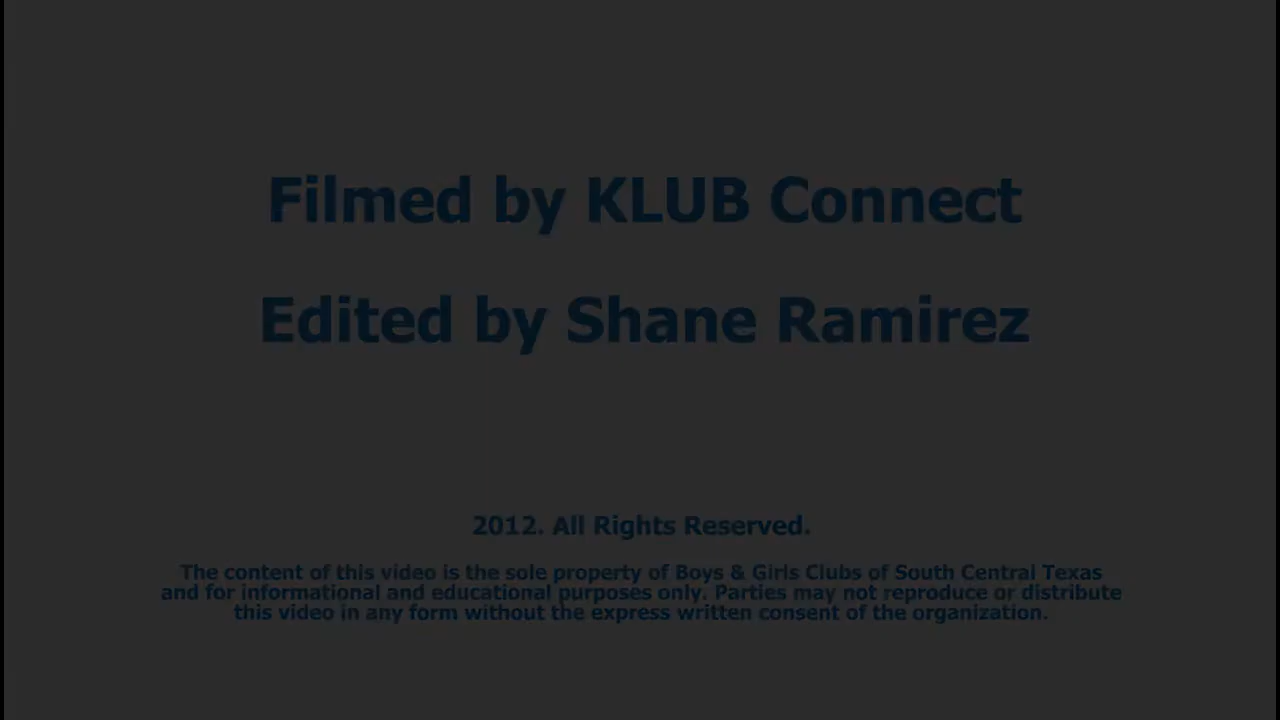 Filmed by KLUB Connect
Edited by Shane Ramirez
2012. All Rights Reserved.
The content of this video is the sole property of Boys & Girls Clubs of South Central Texas
and for informational and educational purposes only. Parties may not reproduce or distribute
this video in any form without the express written consent of the organization.